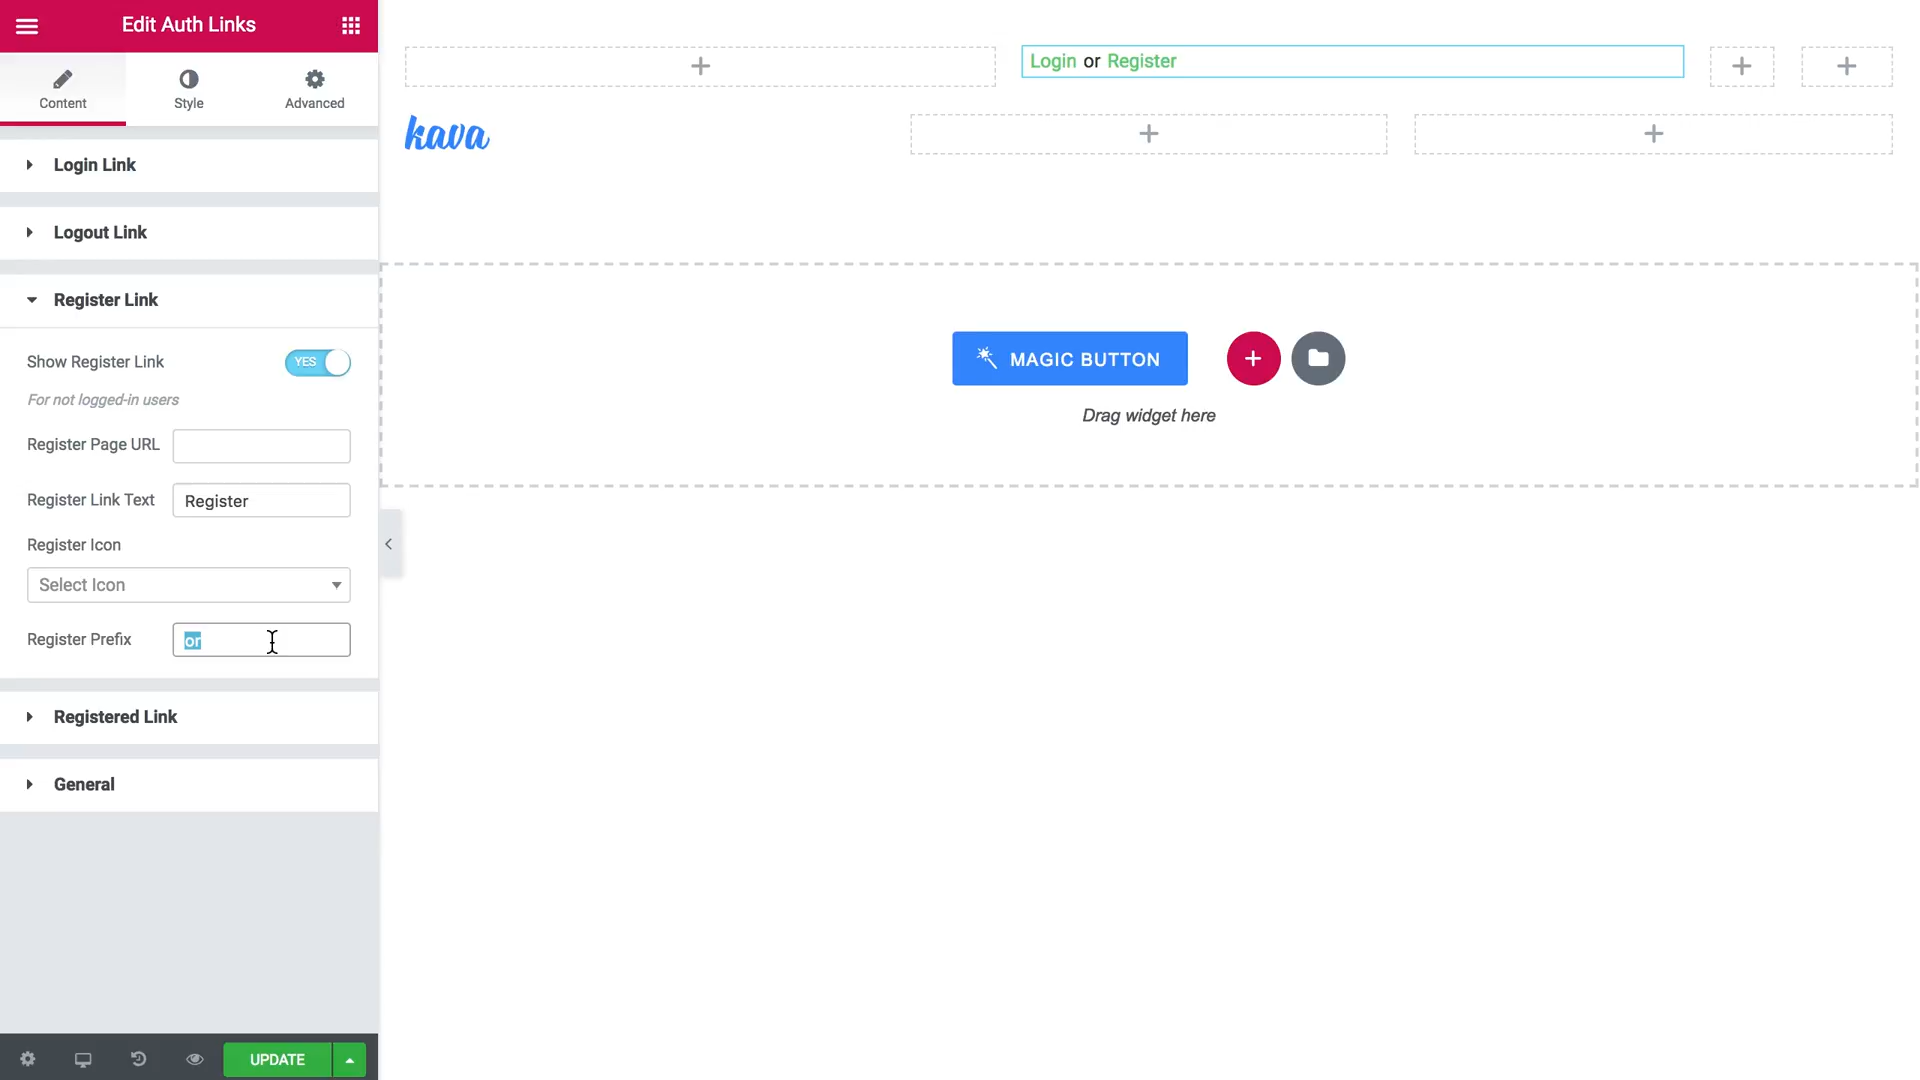 Edit Auth Links
Content
Style
Advanced
Login Link
Logout Link
Register Link
Show Register Link
YES
For not logged-in users
Register Page URL
Register Link Text
Register
Register Icon
Select Icon
Register Prefix
or
Registered Link
General
UPDATE
Login or Register
kava
MAGIC BUTTON
Drag widget here